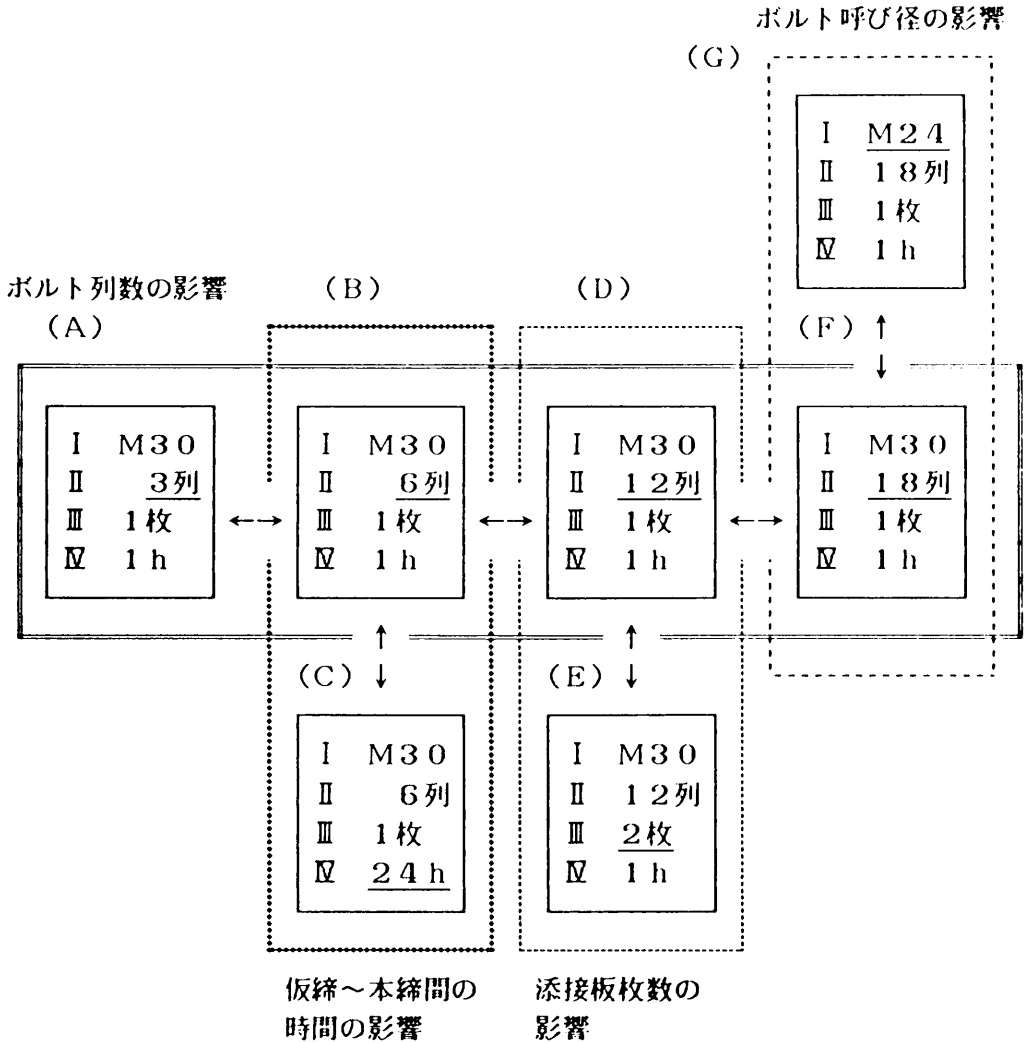 ボルト呼び径の影響
(G)
Ⅰ M24
Ⅱ 18列
Ⅲ 1枚
Ⅳ 1h
ボルト列数の影響
(A)
(B)
(D)
(F) ↑
↓
Ⅰ M30
Ⅱ 3列
Ⅲ 1枚
Ⅳ 1h
←→
Ⅰ M30
Ⅱ 6列
Ⅲ 1枚
Ⅳ 1h
←→
Ⅰ M30
Ⅱ 12列
Ⅲ 1枚
Ⅳ 1h
←→
Ⅰ M30
Ⅱ 18列
Ⅲ 1枚
Ⅳ 1h
↑
(C) ↓
↑
(E) ↓
Ⅰ M30
Ⅱ 6列
Ⅲ 1枚
Ⅳ 24h
Ⅰ M30
Ⅱ 12列
Ⅲ 2枚
Ⅳ 1h
仮締～本締間の
時間の影響
添接板枚数の
影響